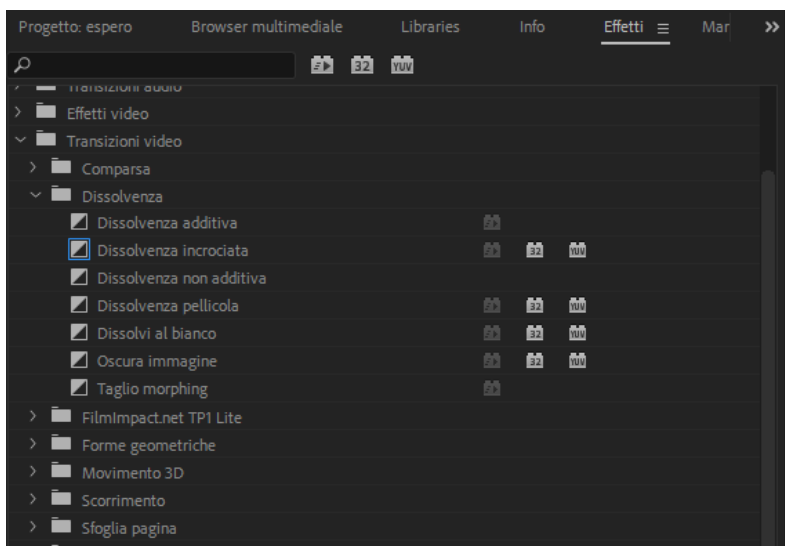 Progetto: espero Browser multimediale Libraries Info Effetti Mar
32 YUV
Transizioni audio
Effetti video
Transizioni video
Comparsa
Dissolvenza
Dissolvenza additiva
Dissolvenza incrociata 32 YUV
Dissolvenza non additiva
Dissolvenza pellicola 32 YUV
Dissolvi al bianco 32 YUV
Oscura immagine 32 YUV
Taglio morphing
FilmImpact.net TP1 Lite
Forme geometriche
Movimento 3D
Scorrimento
Sfoglia pagina